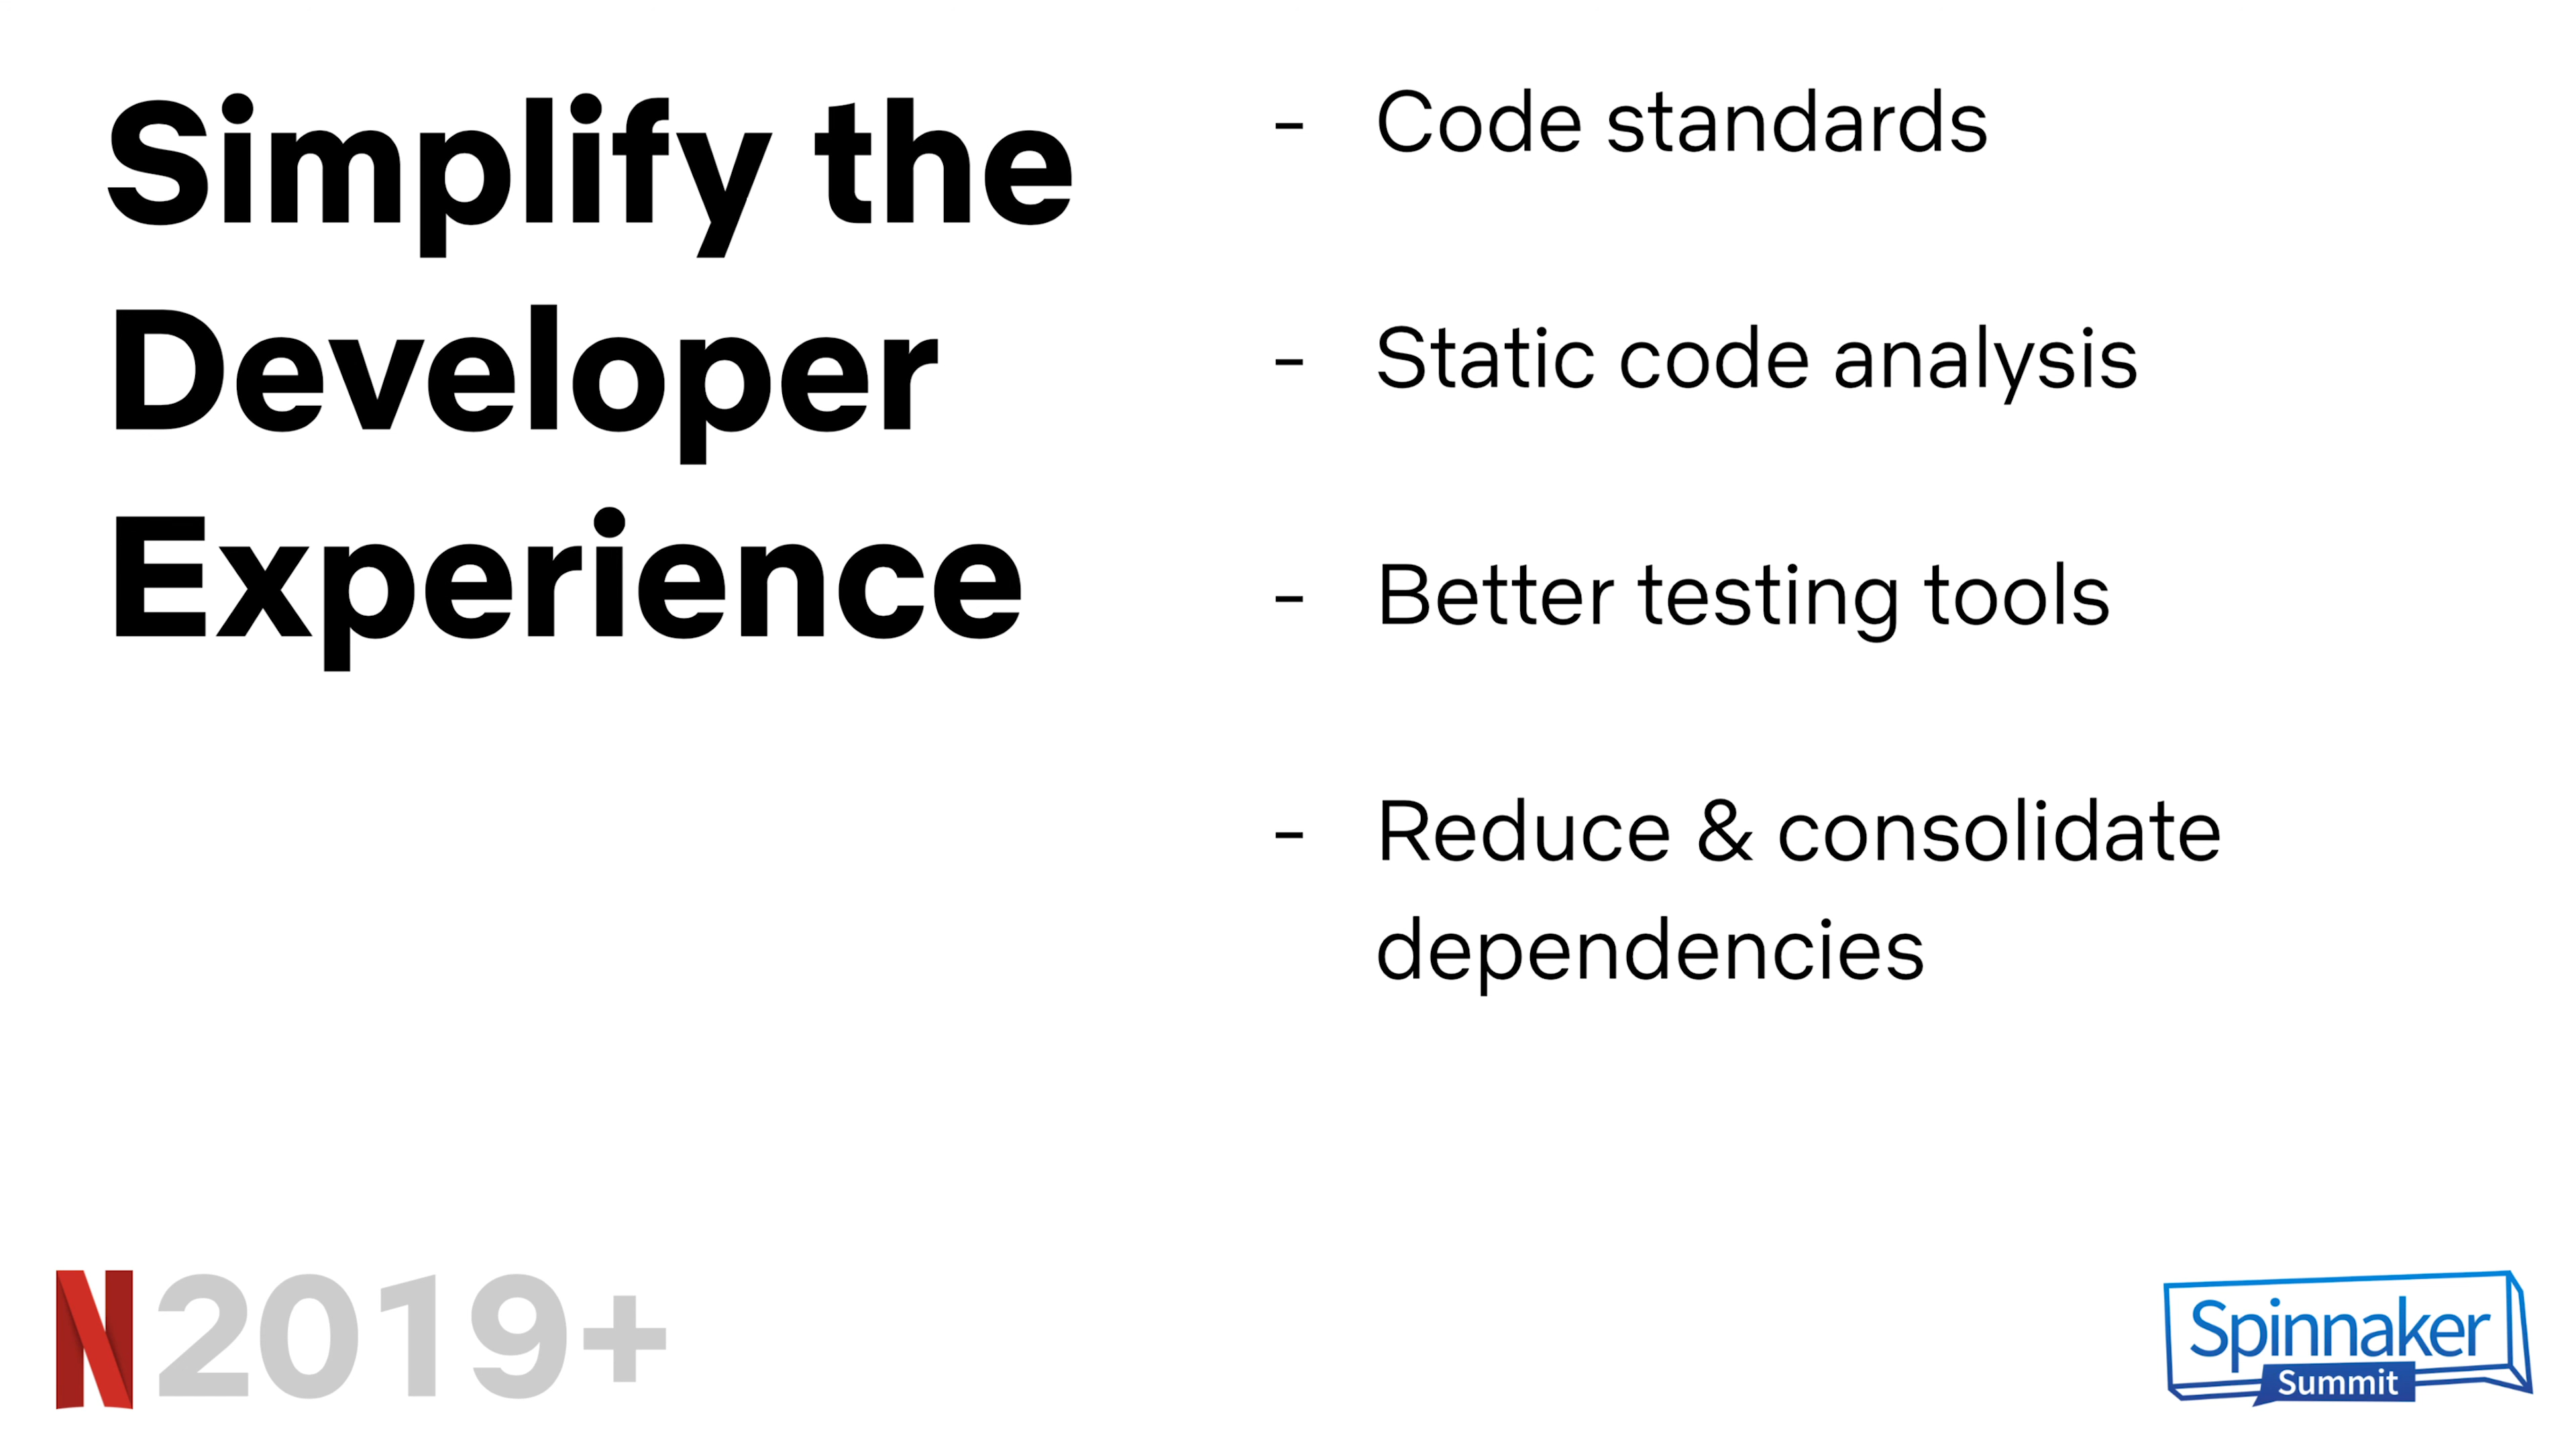 Simplify the
Developer
Experience
- Code standards
- Static code analysis
- Better testing tools
- Reduce & consolidate
dependencies
N 2019+
Spinnaker
Summit